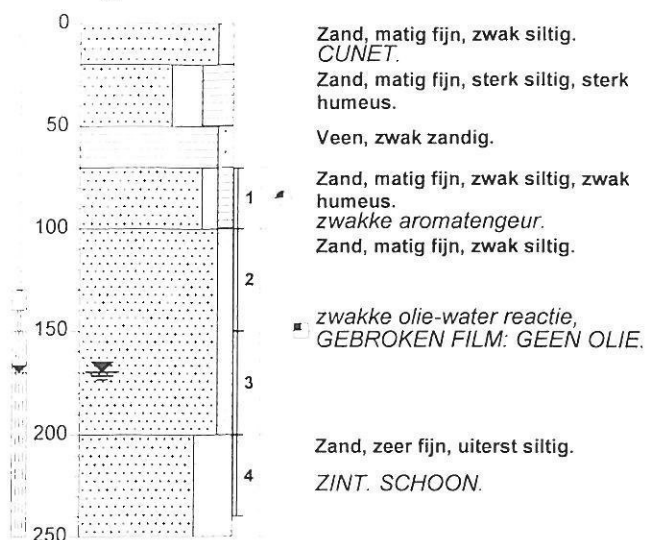 0
Zand, matig fijn, zwak siltig.
CUNET.
Zand, matig fijn, sterk siltig, sterk
humeus.
50
Veen, zwak zandig.
1
Zand, matig fijn, zwak siltig, zwak
humeus.
zwakke aromatengeur.
100
Zand, matig fijn, zwak siltig.
2
zwakke olie-water reactie,
150
GEBROKEN FILM: GEEN OLIE.
3
200
Zand, zeer fijn, uiterst siltig.
4
ZINT. SCHOON.
250